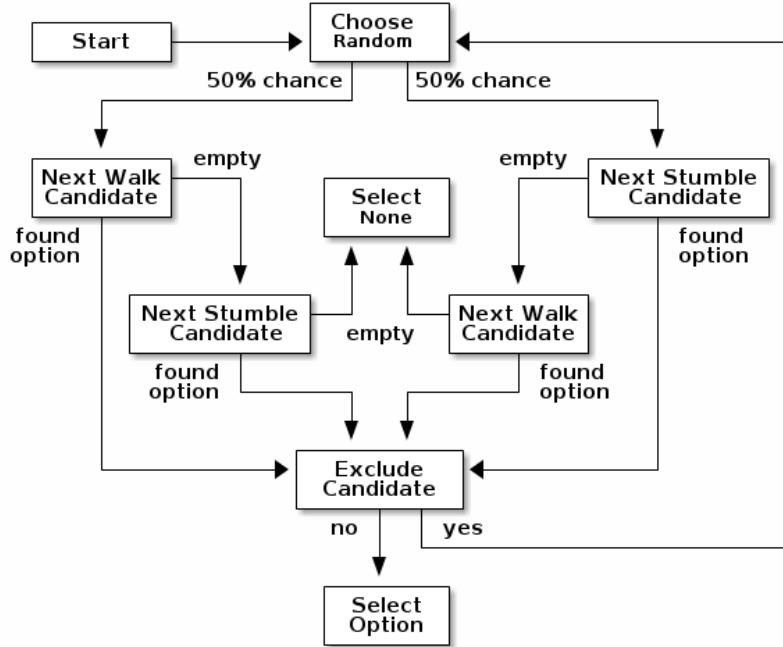 Start
Choose
Random
50% chance
50% chance
Next Walk
Candidate
empty
Select
None
empty
Next Stumble
Candidate
found
option
found
option
Next Stumble
Candidate
empty
Next Walk
Candidate
found
option
found
option
Exclude
Candidate
no
yes
Select
Option